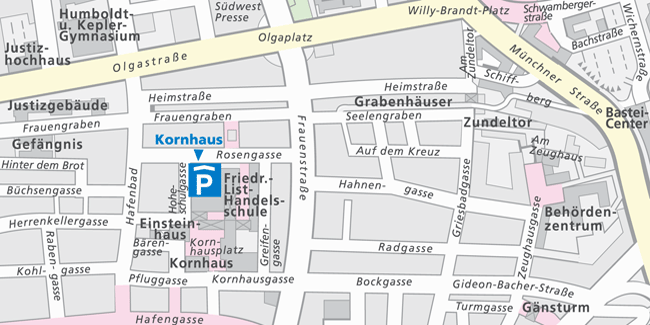 Humboldt-
u. Kepler-
Gymnasium
Südwest
Presse
Olgaplatz
Willy-Brandt-Platz
Schwamberger-
straße
Wichernstraße
Bachstraße
Justiz-
hochhaus
Olgastraße
Am
Zundeltor
Münchner Straße
Schiff-
berg
Justizgebäude
Heimstraße
Heimstraße
Grabenhäuser
Bastei-
Center
Frauengraben
Frauengraben
Seelengraben
Zundeltor
Gefängnis
Kornhaus
Frauenstraße
Auf dem Kreuz
Am
Zeughaus
Hinter dem Brot
Rosengasse
Büchsengasse
Hafenbad
Hohe-
schulgasse
P
Friedr.-
List-
Handels-
schule
Hahnen-
gasse
Griesbadgasse
Zeughausgasse
Behörden-
zentrum
Herrenkellergasse
Einstein-
haus
Raben-
gasse
Bären-
gasse
Korn-
hausplatz
Greifen-
gasse
Radgasse
Kornhaus
Kohl-
gasse
Pfluggasse
Kornhausgasse
Bockgasse
Gideon-Bacher-Straße
Turmgasse
Gänsturm
Hafengasse